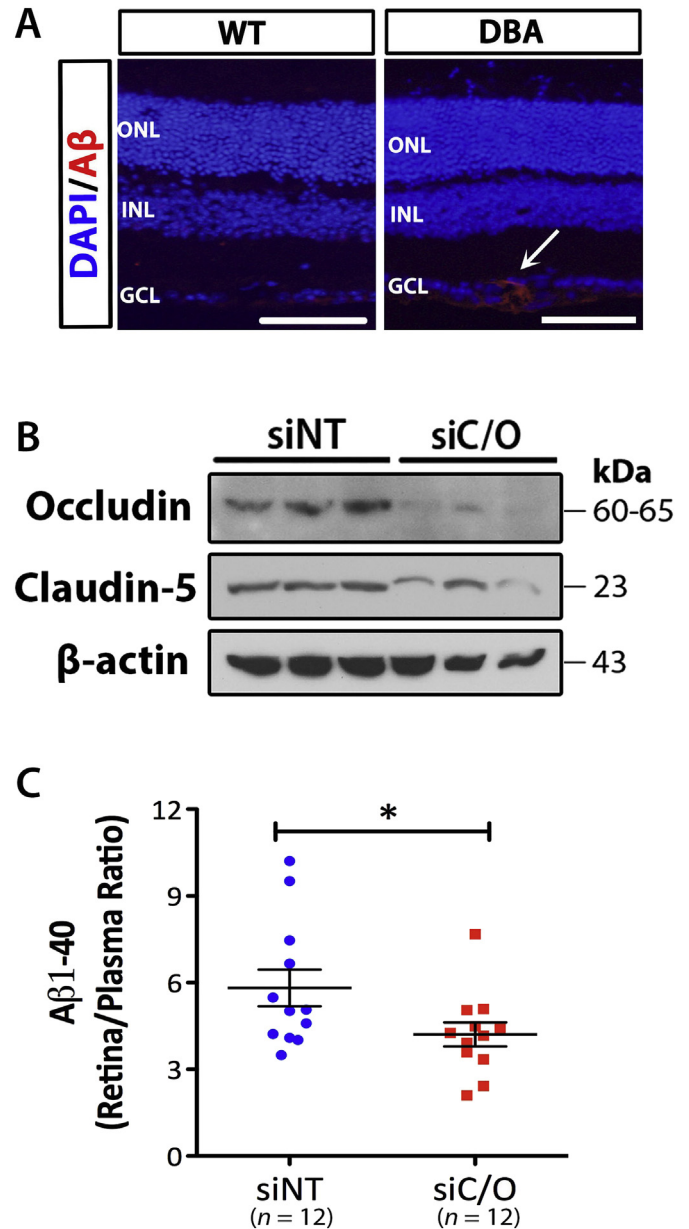 A
WT
DBA
DAPI/Aβ
ONL
INL
GCL
ONL
INL
GCL
B
siNT
siC/O
kDa
Occludin
60-65
Claudin-5
23
β-actin
43
C
Aβ1-40
(Retina/Plasma Ratio)
12
9
6
3
0
*
siNT
(n = 12)
siC/O
(n = 12)